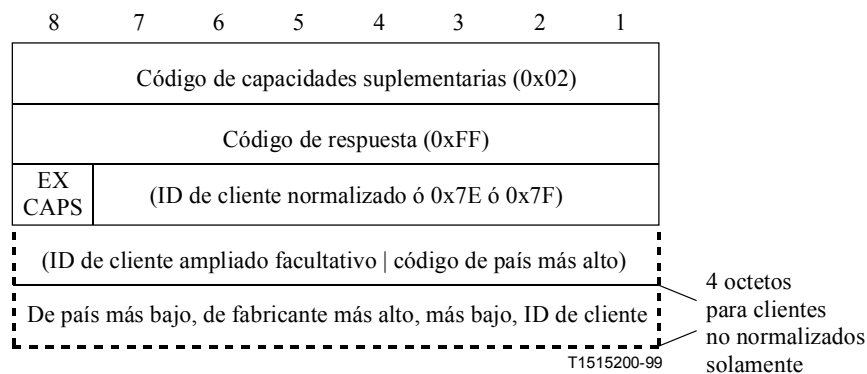 8 7 6 5 4 3 2 1
Código de capacidades suplementarias (0x02)
Código de respuesta (0xFF)
EX
CAPS
(ID de cliente normalizado ó 0x7E ó 0x7F)
(ID de cliente ampliado facultativo | código de país más alto)
De país más bajo, de fabricante más alto, más bajo, ID de cliente
4 octetos
para clientes
no normalizados
solamente
T1515200-99